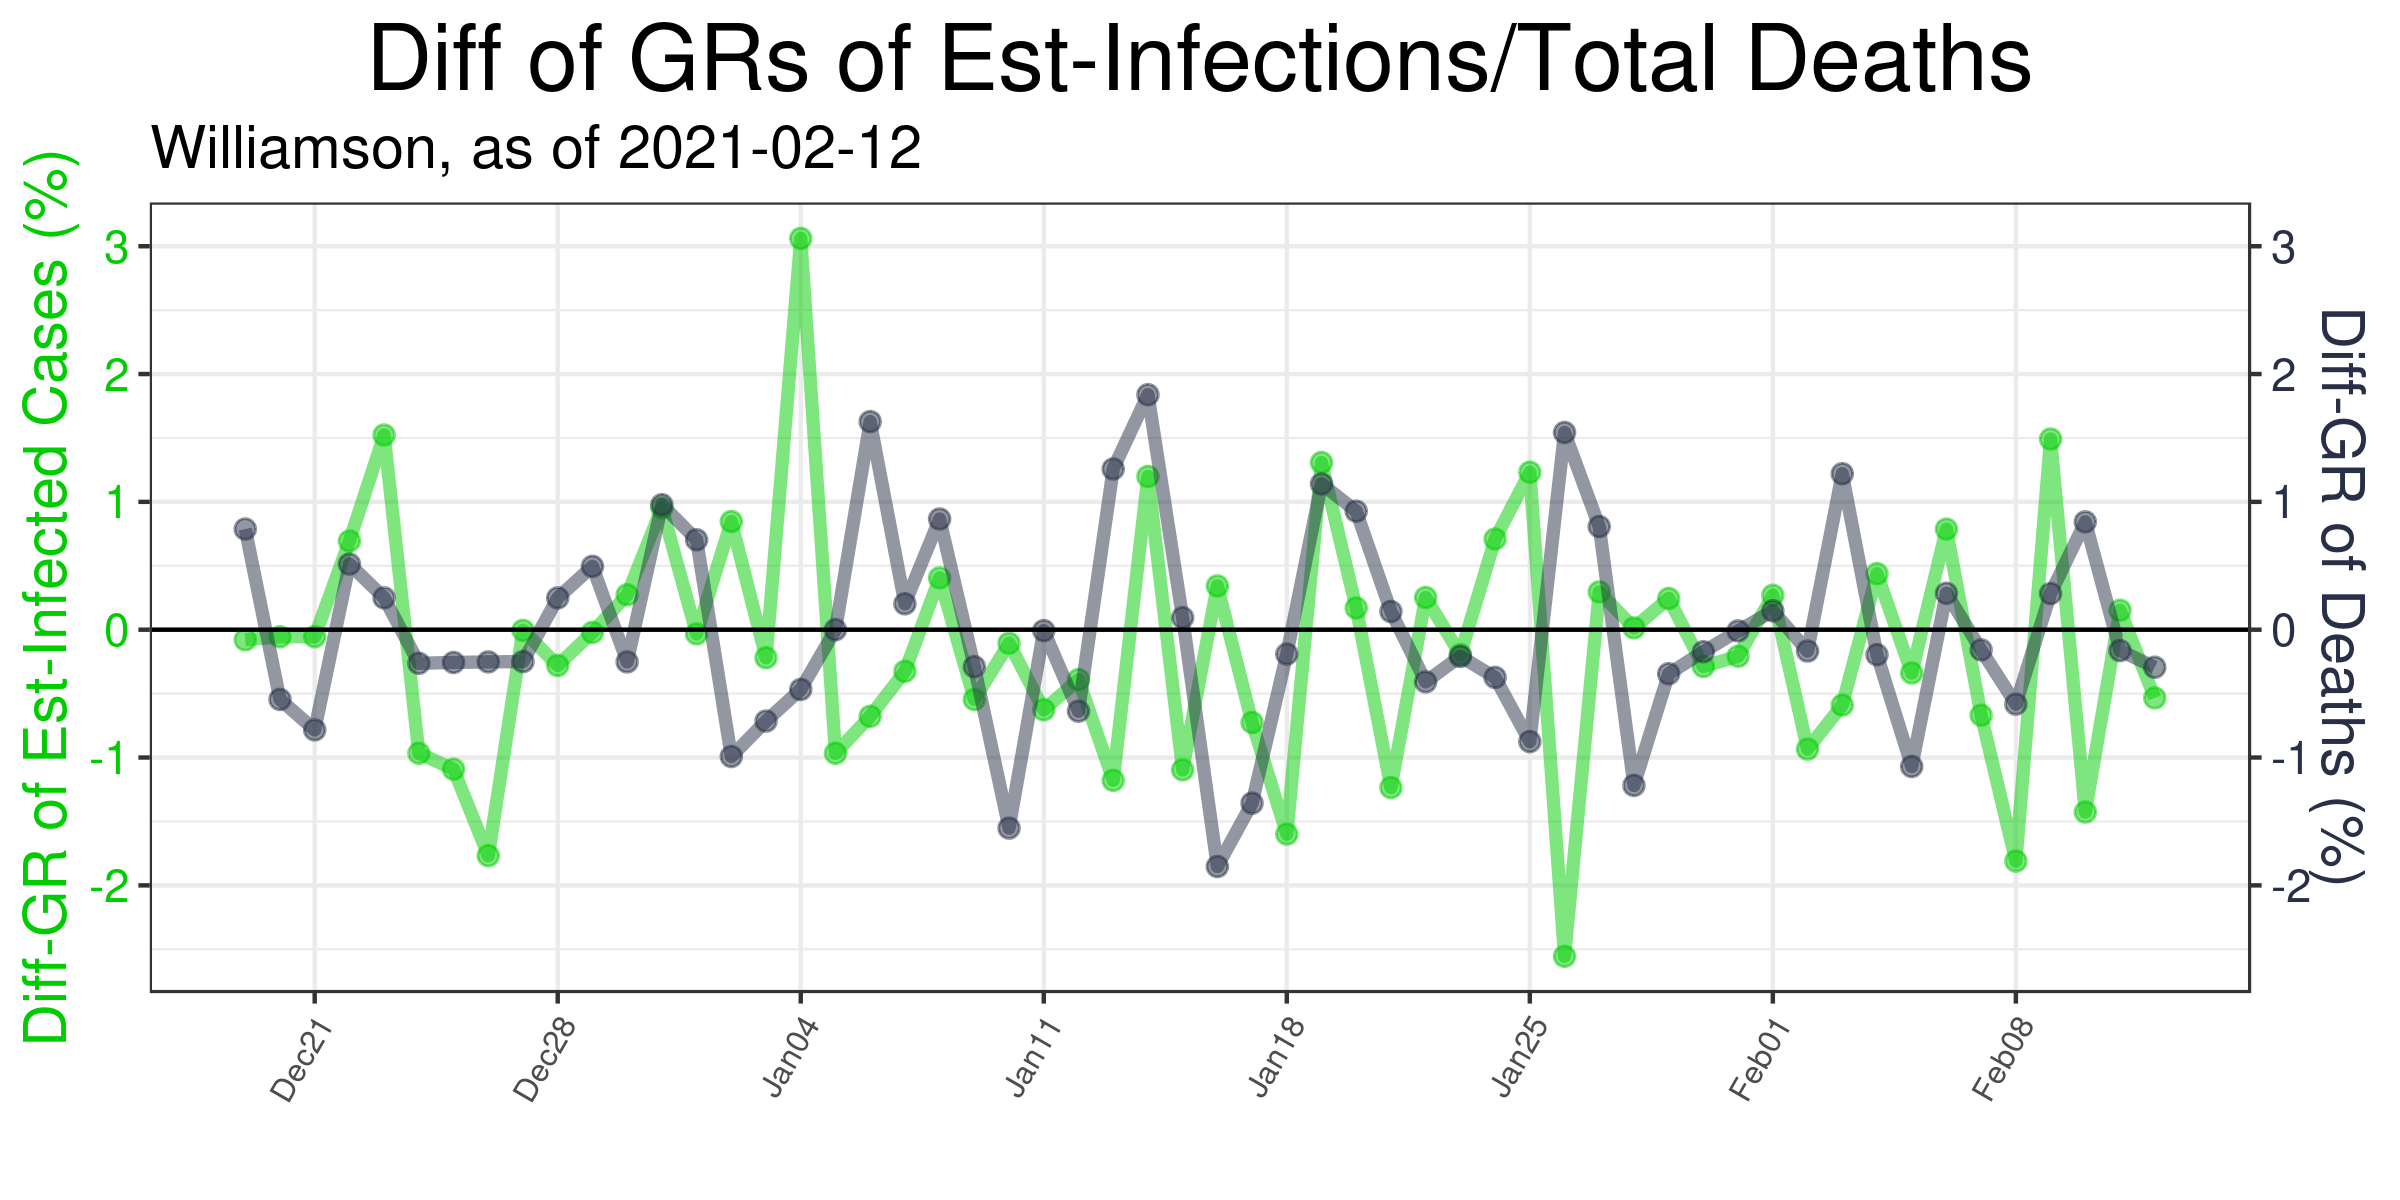 Diff of GRs of Est-Infections/Total Deaths
Williamson, as of 2021-02-12
Diff-GR of Est-Infected Cases (%)
3
2
1
0
-1
-2
3
2
1
0
-1
-2
Diff-GR of Deaths (%)
Dec21
Dec28
Jan04
Jan11
Jan18
Jan25
Feb01
Feb08